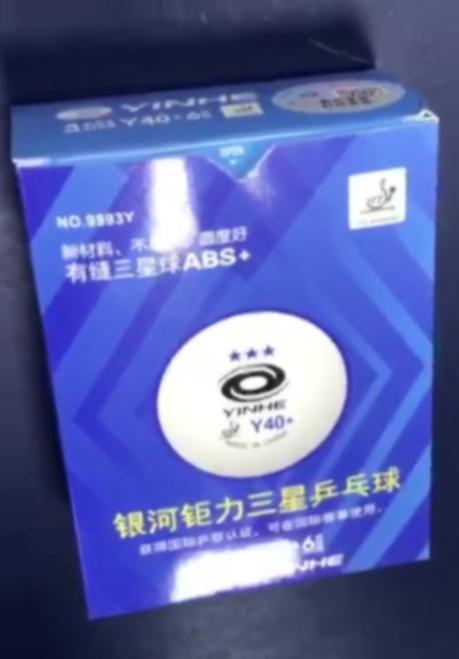 YINHE
Y40+ 6
OPEN
NO.9993Y
新材料、不 圆度好
有缝三星球ABS+
YINHE
Y40+
MADE IN CHINA
银河钜力三星乒乓球
获得国际乒联认证，可在国际赛事使用。
6